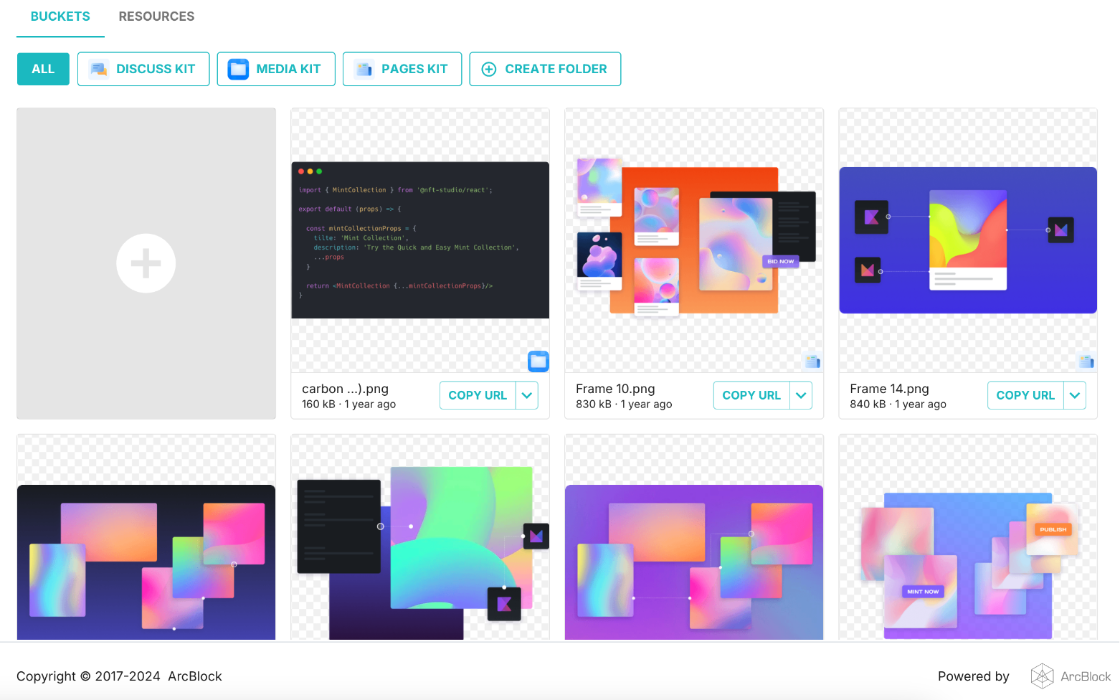 BUCKETS RESOURCES
ALL DISCUSS KIT MEDIA KIT PAGES KIT CREATE FOLDER
import { MintCollection } from '@nft-studio/react';
export default (props) => {
const mintCollectionProps = {
title: 'Mint Collection',
description: 'Try the Quick and Easy Mint Collection',
...props
}
return <MintCollection {...mintCollectionProps}/>
}
BID NOW
carbon ...).png
160 kB · 1 year ago
COPY URL
Frame 10.png
830 kB · 1 year ago
COPY URL
Frame 14.png
840 kB · 1 year ago
COPY URL
PUBLISH
MINT NOW
Copyright © 2017-2024 ArcBlock
Powered by ArcBlock